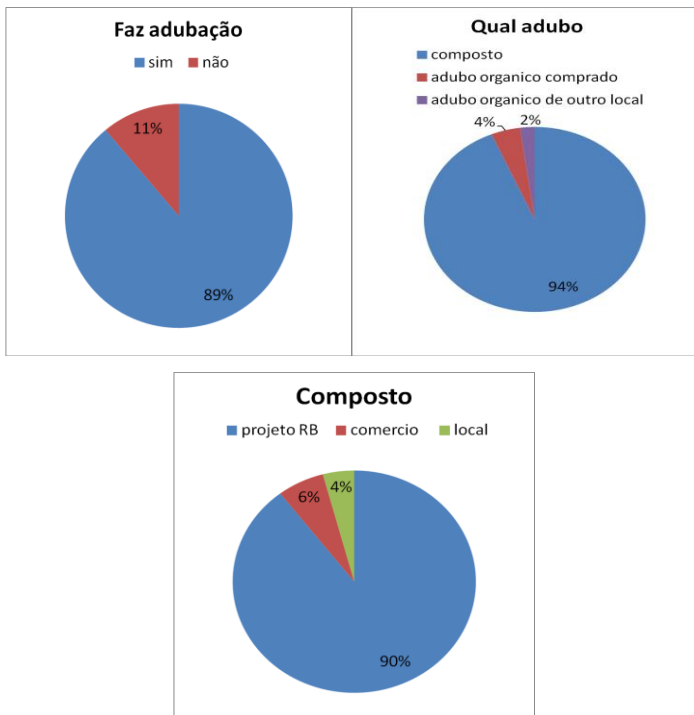 Faz adubação
sim não
11%
89%
Qual adubo
composto
adubo organico comprado
adubo organico de outro local
4% 2%
94%
Composto
projeto RB comercio local
6% 4%
90%